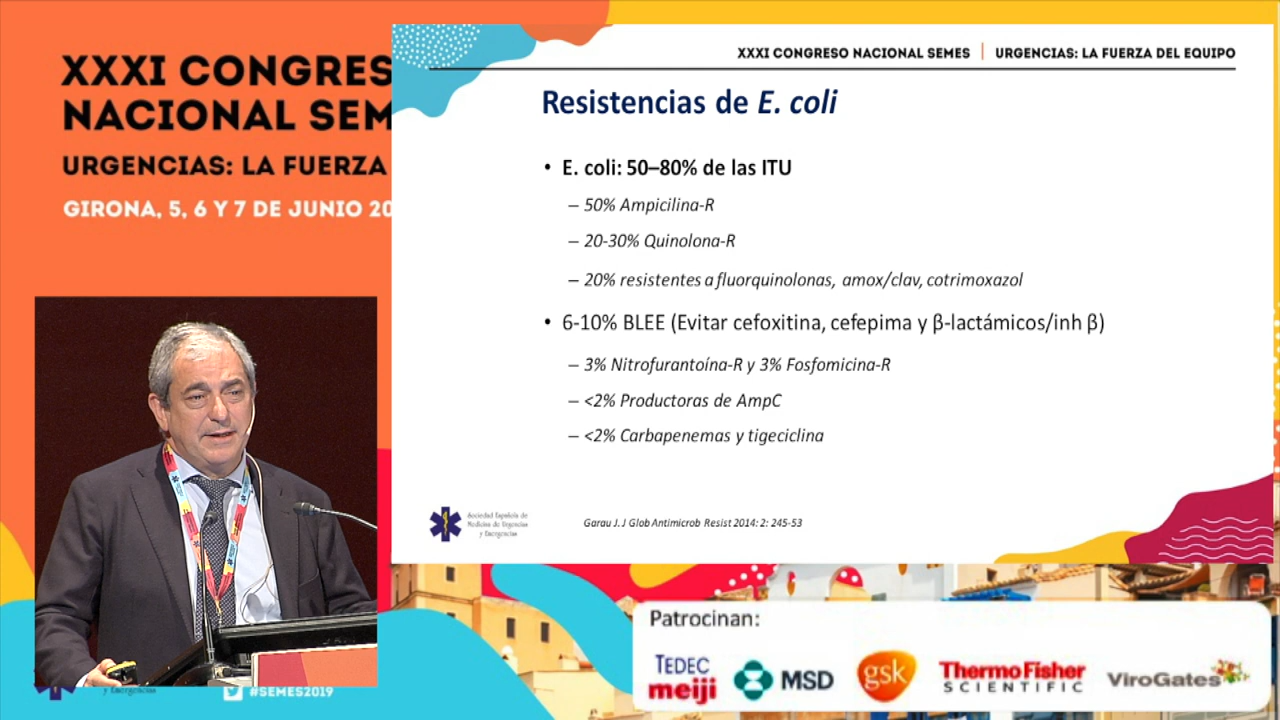 XXXI CONGRES
NACIONAL SEM
URGENCIAS: LA FUERZA
GIRONA, 5, 6 Y 7 DE JUNIO 20
XXXI CONGRESO NACIONAL SEMES | URGENCIAS: LA FUERZA DEL EQUIPO
Resistencias de E. coli
• E. coli: 50–80% de las ITU
– 50% Ampicilina-R
– 20-30% Quinolona-R
– 20% resistentes a fluorquinolonas, amox/clav, cotrimoxazol
• 6-10% BLEE (Evitar cefoxitina, cefepima y β-lactámicos/inh β)
– 3% Nitrofurantoína-R y 3% Fosfomicina-R
– <2% Productoras de AmpC
– <2% Carbapenemas y tigeciclina
Sociedad Española de
Medicina de Urgencias
y Emergencias
Garau J. J Glob Antimicrob Resist 2014: 2: 245-53
y Emergencias
#SEMES2019
Patrocinan:
TEDEC
meiji
MSD
gsk
ThermoFisher
SCIENTIFIC
ViroGates